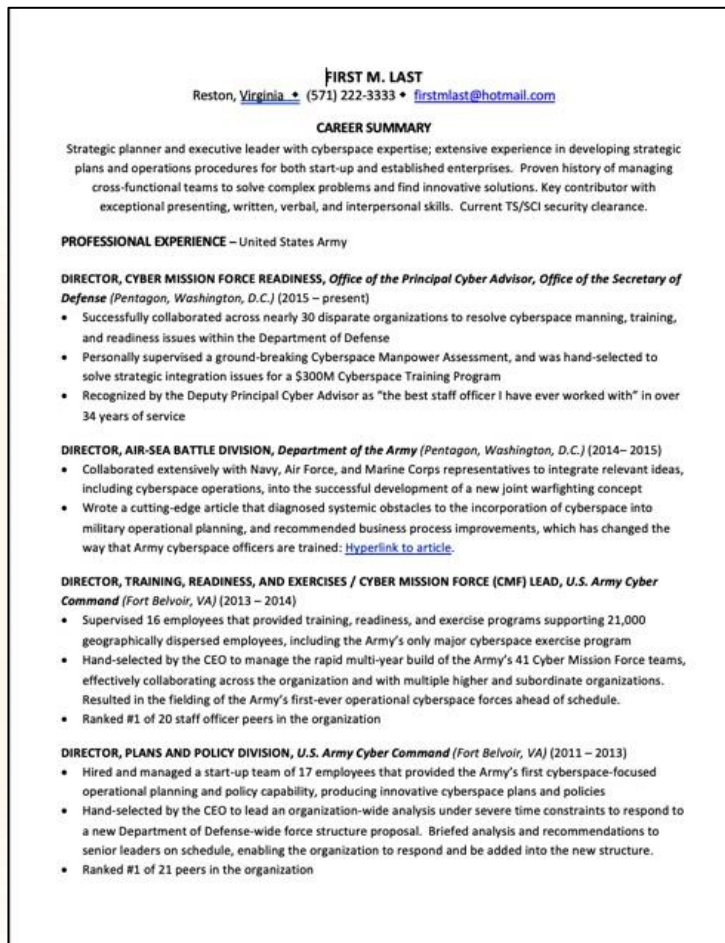 FIRST M. LAST
Reston, Virginia ♦ (571) 222-3333 ♦ firstmlast@hotmail.com
CAREER SUMMARY
Strategic planner and executive leader with cyberspace expertise; extensive experience in developing strategic
plans and operations procedures for both start-up and established enterprises. Proven history of managing
cross-functional teams to solve complex problems and find innovative solutions. Key contributor with
exceptional presenting, written, verbal, and interpersonal skills. Current TS/SCI security clearance.
PROFESSIONAL EXPERIENCE – United States Army
DIRECTOR, CYBER MISSION FORCE READINESS, Office of the Principal Cyber Advisor, Office of the Secretary of
Defense (Pentagon, Washington, D.C.) (2015 – present)
• Successfully collaborated across nearly 30 disparate organizations to resolve cyberspace manning, training,
and readiness issues within the Department of Defense
• Personally supervised a ground-breaking Cyberspace Manpower Assessment, and was hand-selected to
solve strategic integration issues for a $300M Cyberspace Training Program
• Recognized by the Deputy Principal Cyber Advisor as “the best staff officer I have ever worked with” in over
34 years of service
DIRECTOR, AIR-SEA BATTLE DIVISION, Department of the Army (Pentagon, Washington, D.C.) (2014– 2015)
• Collaborated extensively with Navy, Air Force, and Marine Corps representatives to integrate relevant ideas,
including cyberspace operations, into the successful development of a new joint warfighting concept
• Wrote a cutting-edge article that diagnosed systemic obstacles to the incorporation of cyberspace into
military operational planning, and recommended business process improvements, which has changed the
way that Army cyberspace officers are trained: Hyperlink to article.
DIRECTOR, TRAINING, READINESS, AND EXERCISES / CYBER MISSION FORCE (CMF) LEAD, U.S. Army Cyber
Command (Fort Belvoir, VA) (2013 – 2014)
• Supervised 16 employees that provided training, readiness, and exercise programs supporting 21,000
geographically dispersed employees, including the Army’s only major cyberspace exercise program
• Hand-selected by the CEO to manage the rapid multi-year build of the Army’s 41 Cyber Mission Force teams,
effectively collaborating across the organization and with multiple higher and subordinate organizations.
Resulted in the fielding of the Army’s first-ever operational cyberspace forces ahead of schedule.
• Ranked #1 of 20 staff officer peers in the organization
DIRECTOR, PLANS AND POLICY DIVISION, U.S. Army Cyber Command (Fort Belvoir, VA) (2011 – 2013)
• Hired and managed a start-up team of 17 employees that provided the Army’s first cyberspace-focused
operational planning and policy capability, producing innovative cyberspace plans and policies
• Hand-selected by the CEO to lead an organization-wide analysis under severe time constraints to respond to
a new Department of Defense-wide force structure proposal. Briefed analysis and recommendations to
senior leaders on schedule, enabling the organization to respond and be added into the new structure.
• Ranked #1 of 21 peers in the organization